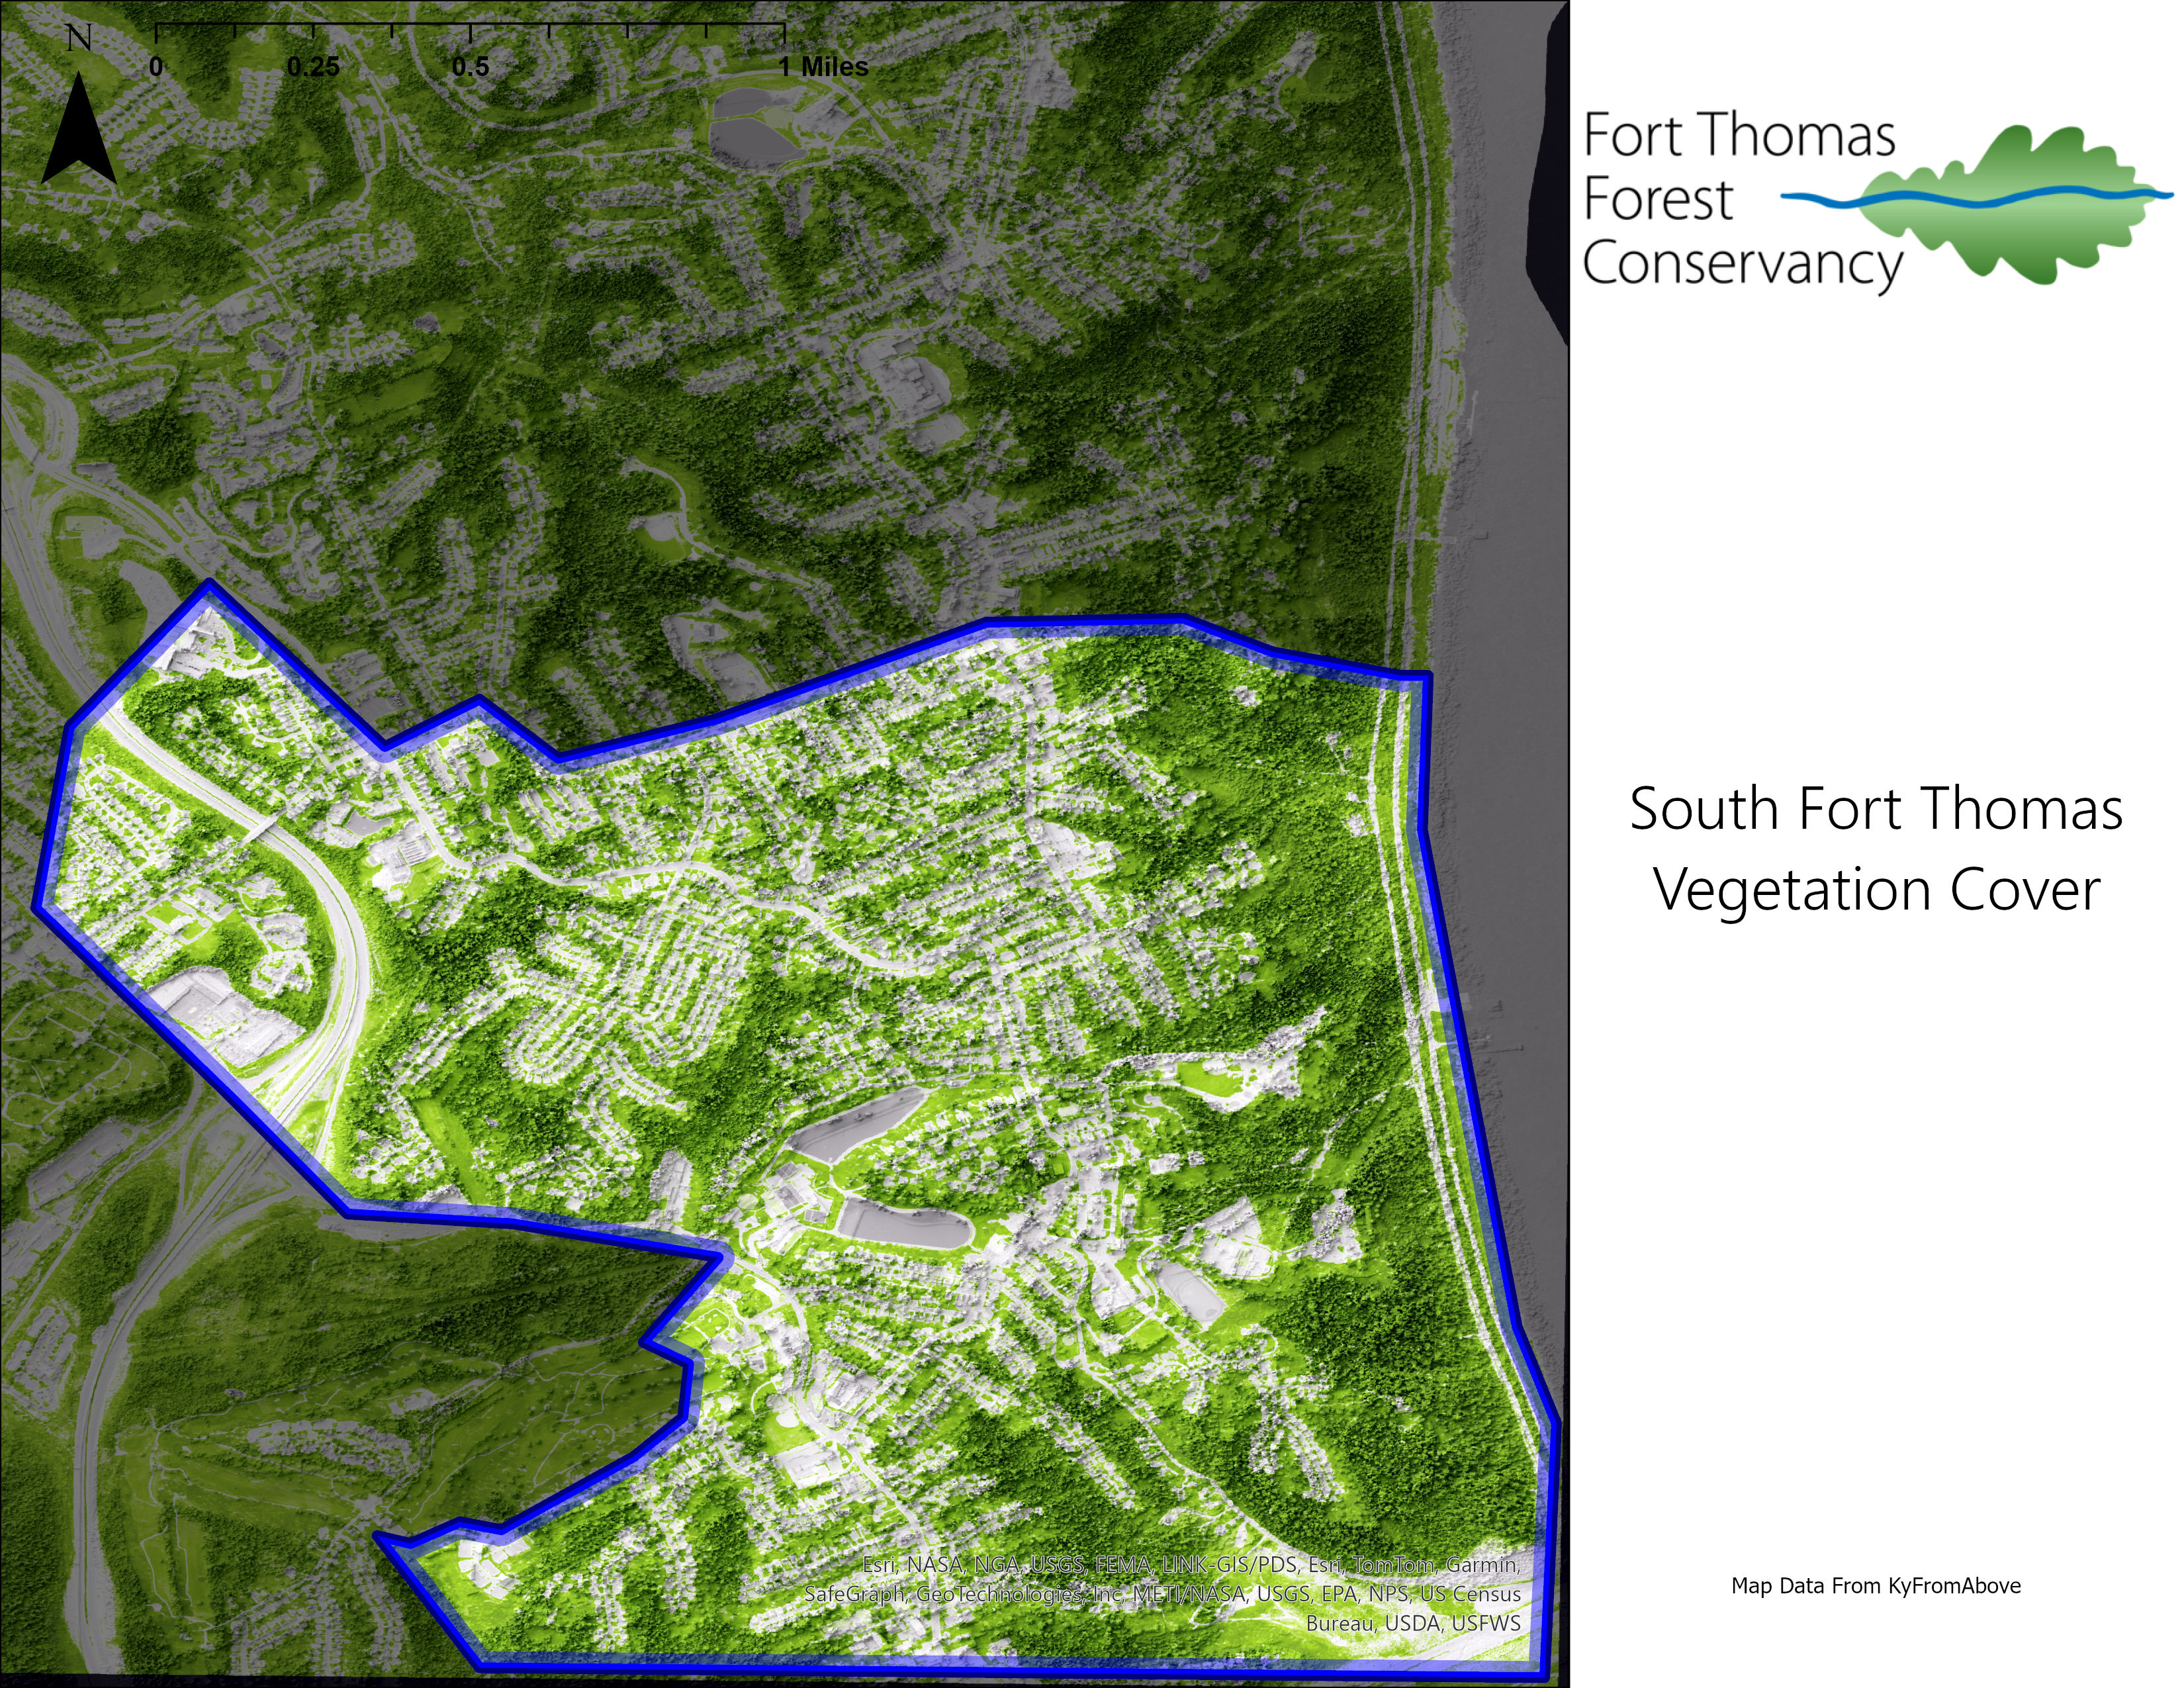 N
0 0.25 0.5 1 Miles
Fort Thomas
Forest
Conservancy
South Fort Thomas
Vegetation Cover
Esri, NASA, NGA, USGS, FEMA, LINK-GIS/PDS, Esri, TomTom, Garmin,
SafeGraph, GeoTechnologies, Inc, METI/NASA, USGS, EPA, NPS, US Census
Bureau, USDA, USFWS
Map Data From KyFromAbove